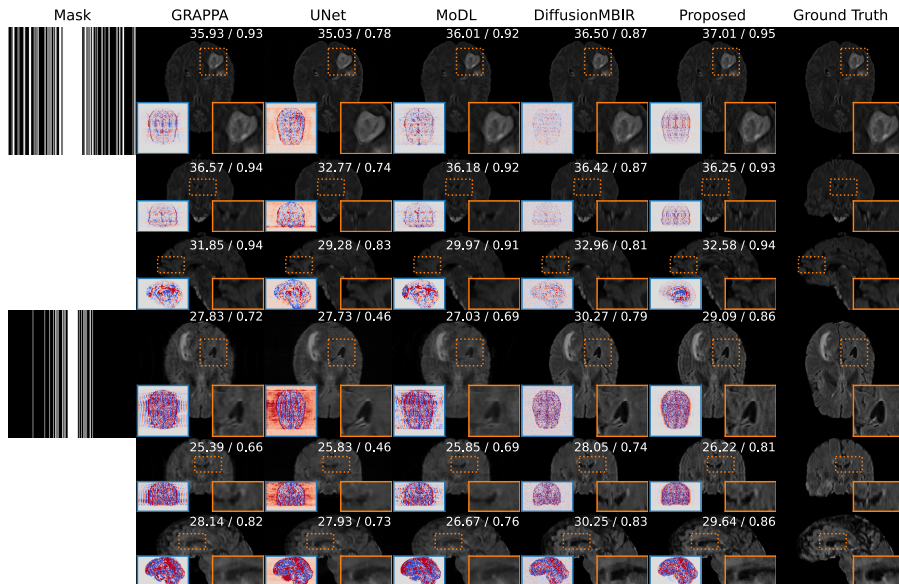 Mask GRAPPA UNet MoDL DiffusionMBIR Proposed Ground Truth
35.93 / 0.93 35.03 / 0.78 36.01 / 0.92 36.50 / 0.87 37.01 / 0.95
36.57 / 0.94 32.77 / 0.74 36.18 / 0.92 36.42 / 0.87 36.25 / 0.93
31.85 / 0.94 29.28 / 0.83 29.97 / 0.91 32.96 / 0.81 32.58 / 0.94
27.83 / 0.72 27.73 / 0.46 27.03 / 0.69 30.27 / 0.79 29.09 / 0.86
25.39 / 0.66 25.83 / 0.46 25.85 / 0.69 28.05 / 0.74 26.22 / 0.81
28.14 / 0.82 27.93 / 0.73 26.67 / 0.76 30.25 / 0.83 29.64 / 0.86